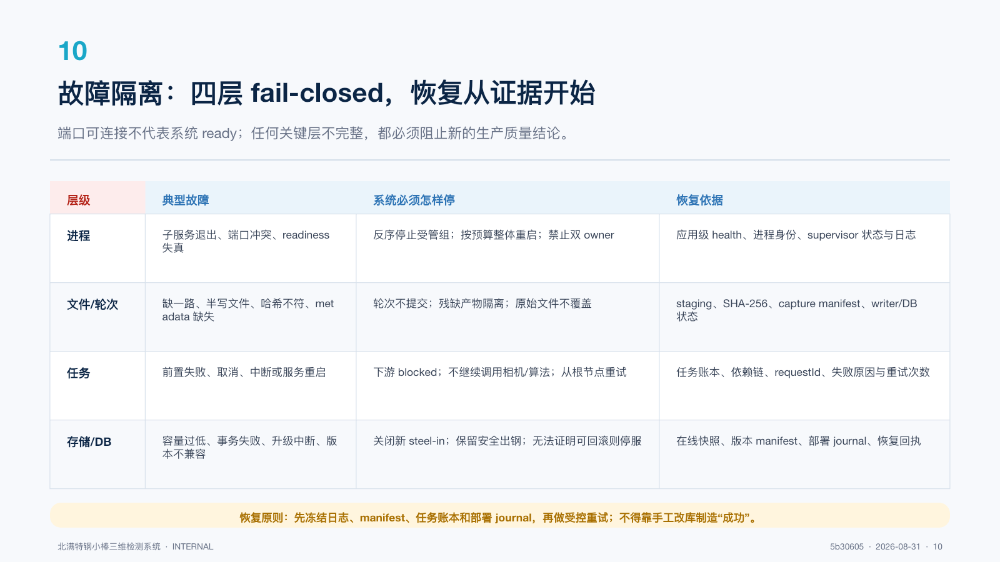 10
故障隔离：四层 fail-closed，恢复从证据开始
端口可连接不代表系统 ready；任何关键层不完整，都必须阻止新的生产质量结论。
层级
典型故障
系统必须怎样停
恢复依据
进程
子服务退出、端口冲突、readiness
失真
反序停止受管组；按预算整体重启；禁止双 owner
应用级 health、进程身份、supervisor 状态与日志
文件/轮次
缺一路、半写文件、哈希不符、met
adata 缺失
轮次不提交；残缺产物隔离；原始文件不覆盖
staging、SHA-256、capture manifest、writer/DB
状态
任务
前置失败、取消、中断或服务重启
下游 blocked；不继续调用相机/算法；从根节点重试
任务账本、依赖链、requestId、失败原因与重试次数
存储/DB
容量过低、事务失败、升级中断、版
本不兼容
关闭新 steel-in；保留安全出钢；无法证明可回滚则停服
在线快照、版本 manifest、部署 journal、恢复回执
恢复原则：先冻结日志、manifest、任务账本和部署 journal，再做受控重试；不得靠手工改库制造“成功”。
北满特钢小棒三维检测系统 · INTERNAL
5b30605 · 2026-08-31 · 10